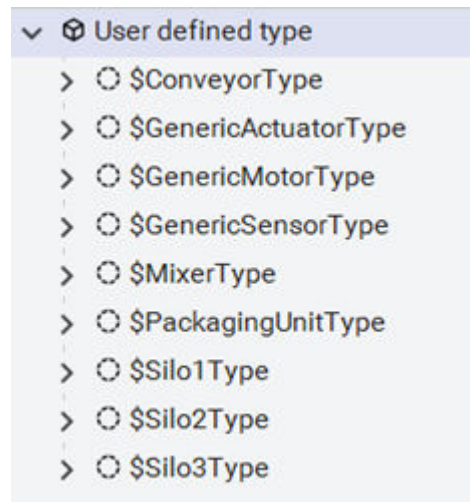 User defined type
$ConveyorType
$GenericActuatorType
$GenericMotorType
$GenericSensorType
$MixerType
$PackagingUnitType
$Silo1Type
$Silo2Type
$Silo3Type